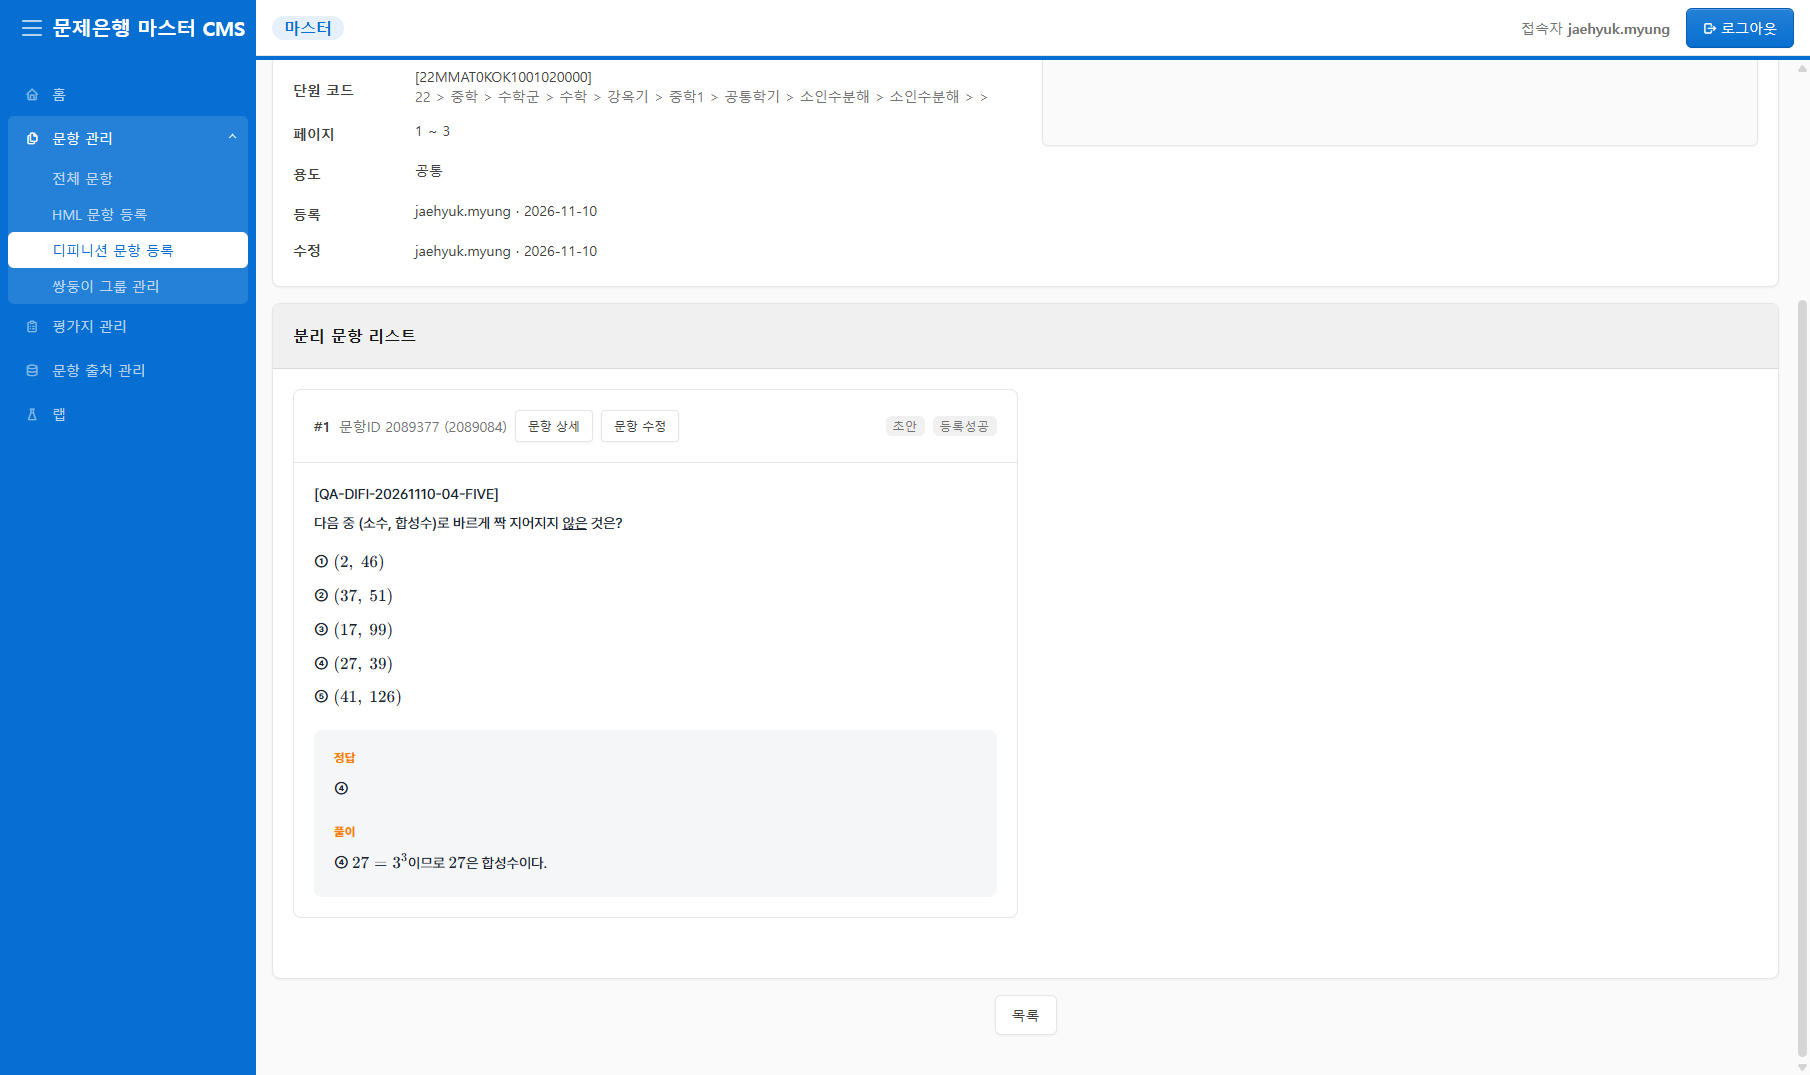 문제은행 마스터 CMS
마스터
접속자 jaehyuk.myung
로그아웃
홈
문항 관리
전체 문항
HML 문항 등록
디피니션 문항 등록
쌍둥이 그룹 관리
평가지 관리
문항 출처 관리
랩
단원 코드
[22MMAT0KOK1001020000]
22 > 중학 > 수학군 > 수학 > 강옥기 > 중학1 > 공통학기 > 소인수분해 > 소인수분해 > >
페이지
1 ~ 3
용도
공통
등록
jaehyuk.myung · 2026-11-10
수정
jaehyuk.myung · 2026-11-10
분리 문항 리스트
#1 문항ID 2089377 (2089084) 문항 상세 문항 수정 초안 등록성공
[QA-DIFI-20261110-04-FIVE]
다음 중 (소수, 합성수)로 바르게 짝 지어지지 않은 것은?
① (2, 46)
② (37, 51)
③ (17, 99)
④ (27, 39)
⑤ (41, 126)
정답
④
풀이
④ 27 = 3³이므로 27은 합성수이다.
목록